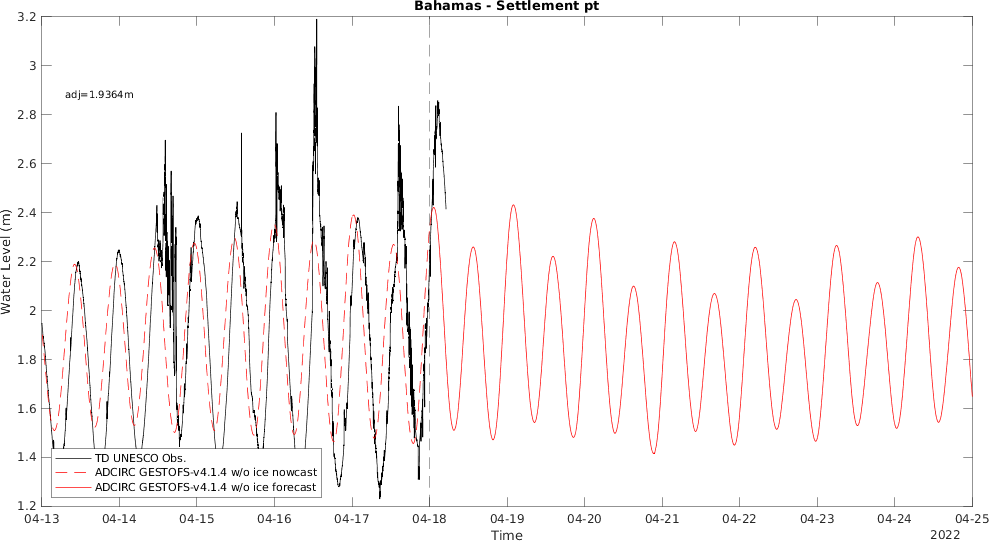 Bahamas - Settlement pt
3.2
3
2.8
2.6
2.4
2.2
2
1.8
1.6
1.4
1.2
Water Level (m)
adj=1.9364m
TD UNESCO Obs.
ADCIRC GESTOFS-v4.1.4 w/o ice nowcast
ADCIRC GESTOFS-v4.1.4 w/o ice forecast
04-13 04-14 04-15 04-16 04-17 04-18 04-19 04-20 04-21 04-22 04-23 04-24 04-25
Time
2022